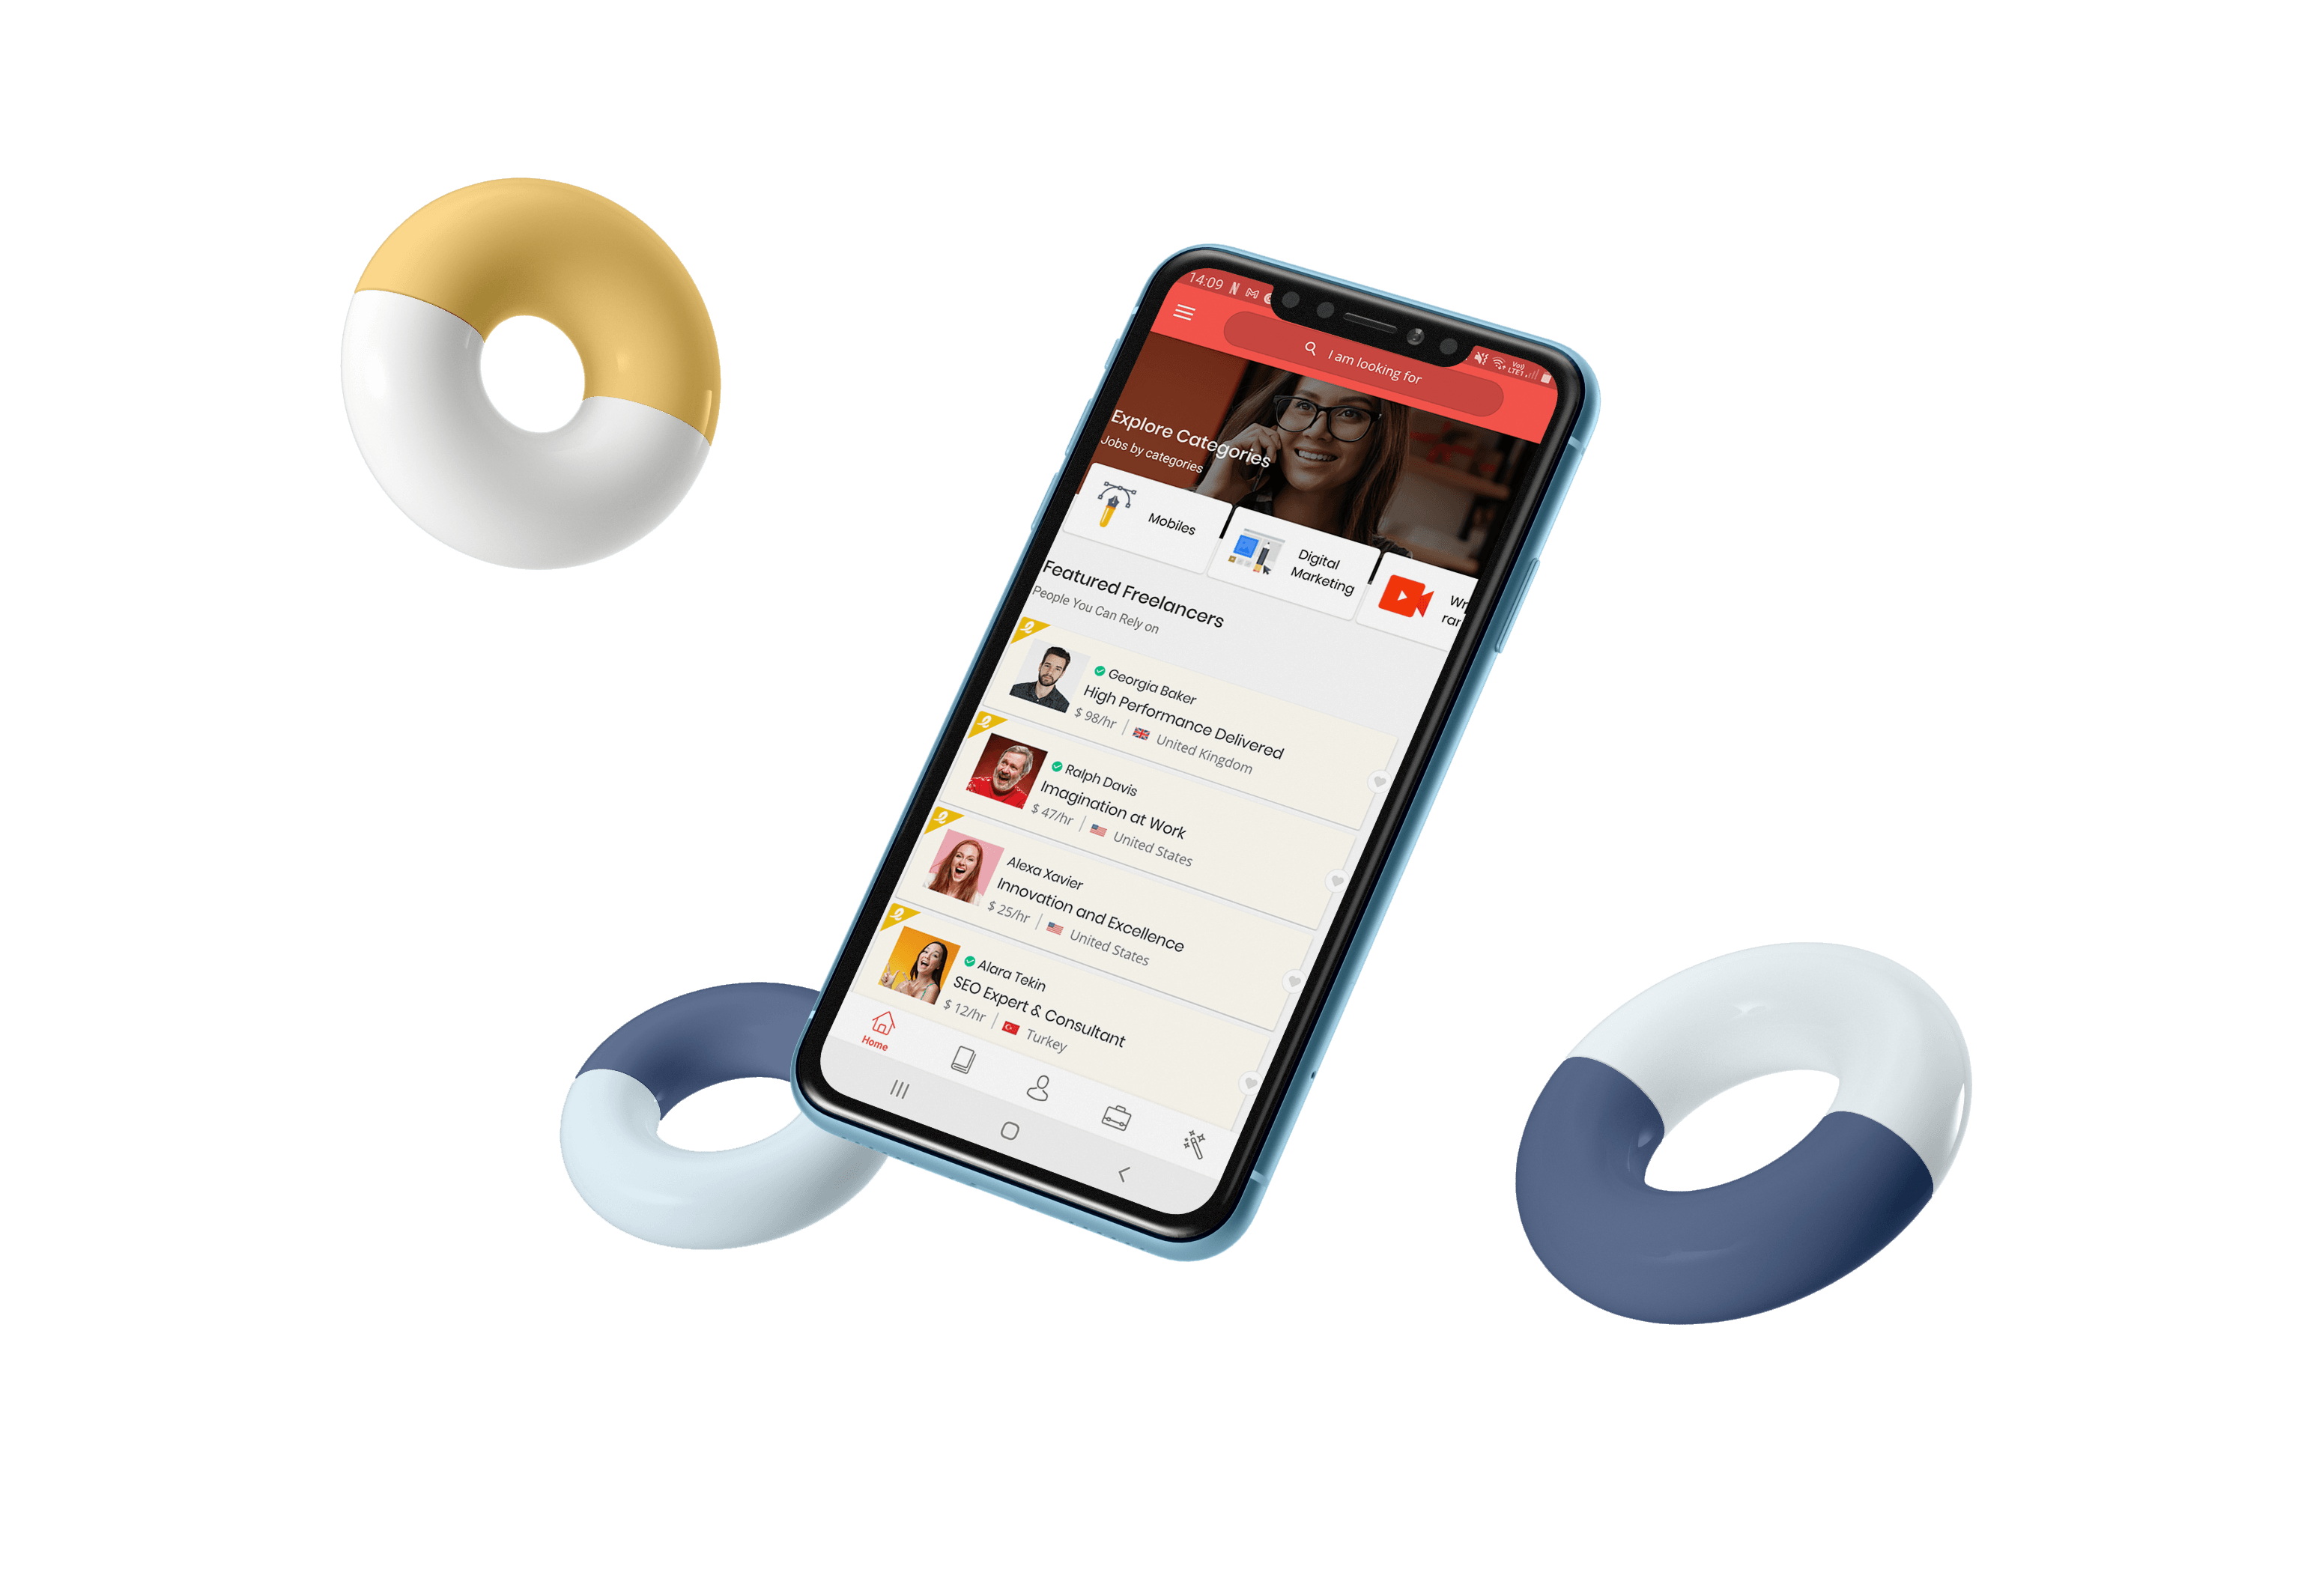 14:09
I am looking for
Explore Categories
Jobs by categories
Mobiles
Digital
Marketing
Featured Freelancers
People You Can Rely on
Georgia Baker
High Performance Delivered
$ 98/hr | United Kingdom
Ralph Davis
Imagination at Work
$ 47/hr | United States
Alexa Xavier
Innovation and Excellence
$ 25/hr | United States
Alara Tekin
SEO Expert & Consultant
$ 12/hr | Turkey
Home